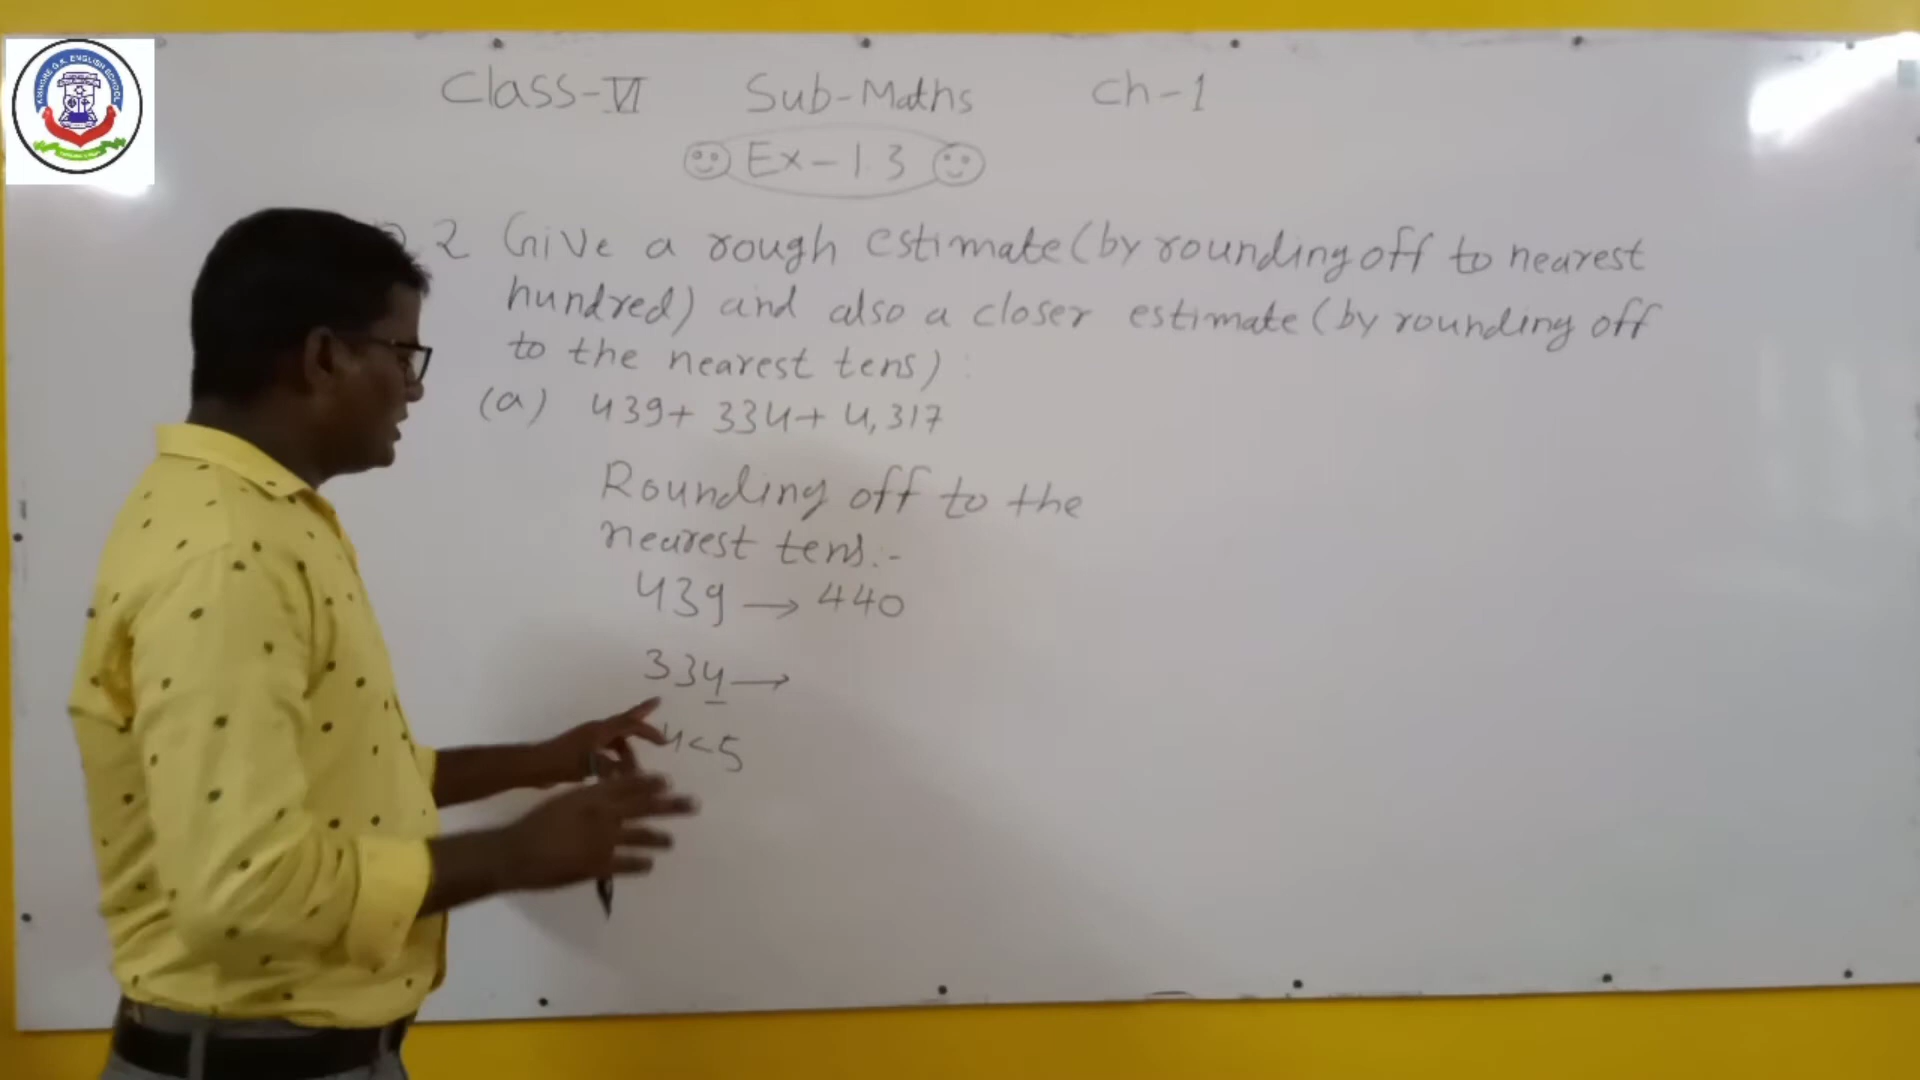 Class-VI Sub-Maths Ch-1
Ex-1.3
2 Give a rough estimate (by rounding off to nearest
hundred) and also a closer estimate (by rounding off
to the nearest tens) :
(a) 439+ 334+ 4,317
Rounding off to the
nearest tens:-
439 → 440
334 →
4<5